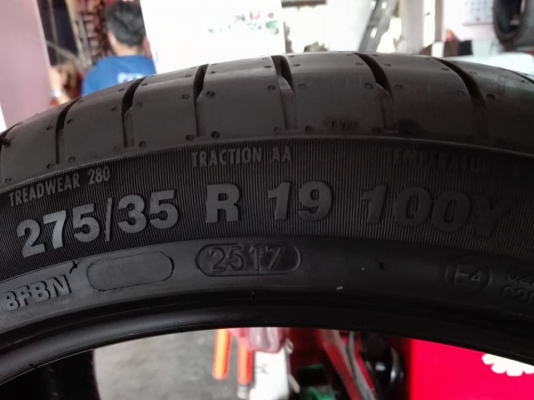 TREADWEAR 280 TRACTION AA
275/35 R 19 100Y
8FBN 2517 E4